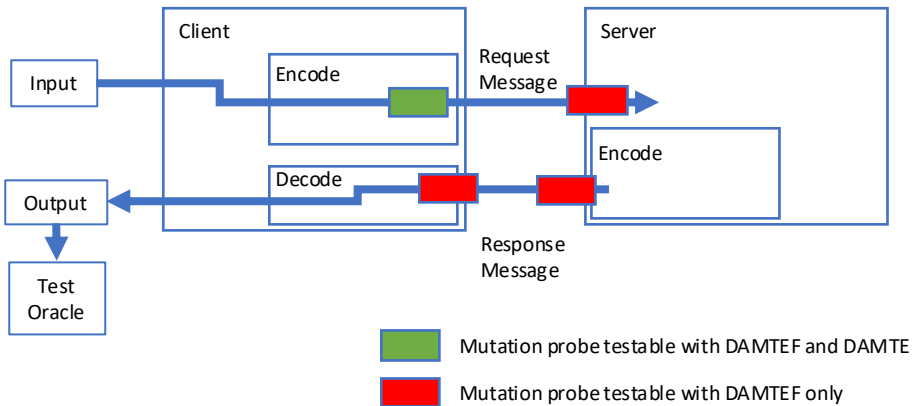 Client
Server
Input
Encode
Request
Message
Encode
Decode
Output
Response
Message
Test
Oracle
Mutation probe testable with DAMTEF and DAMTE
Mutation probe testable with DAMTEF only